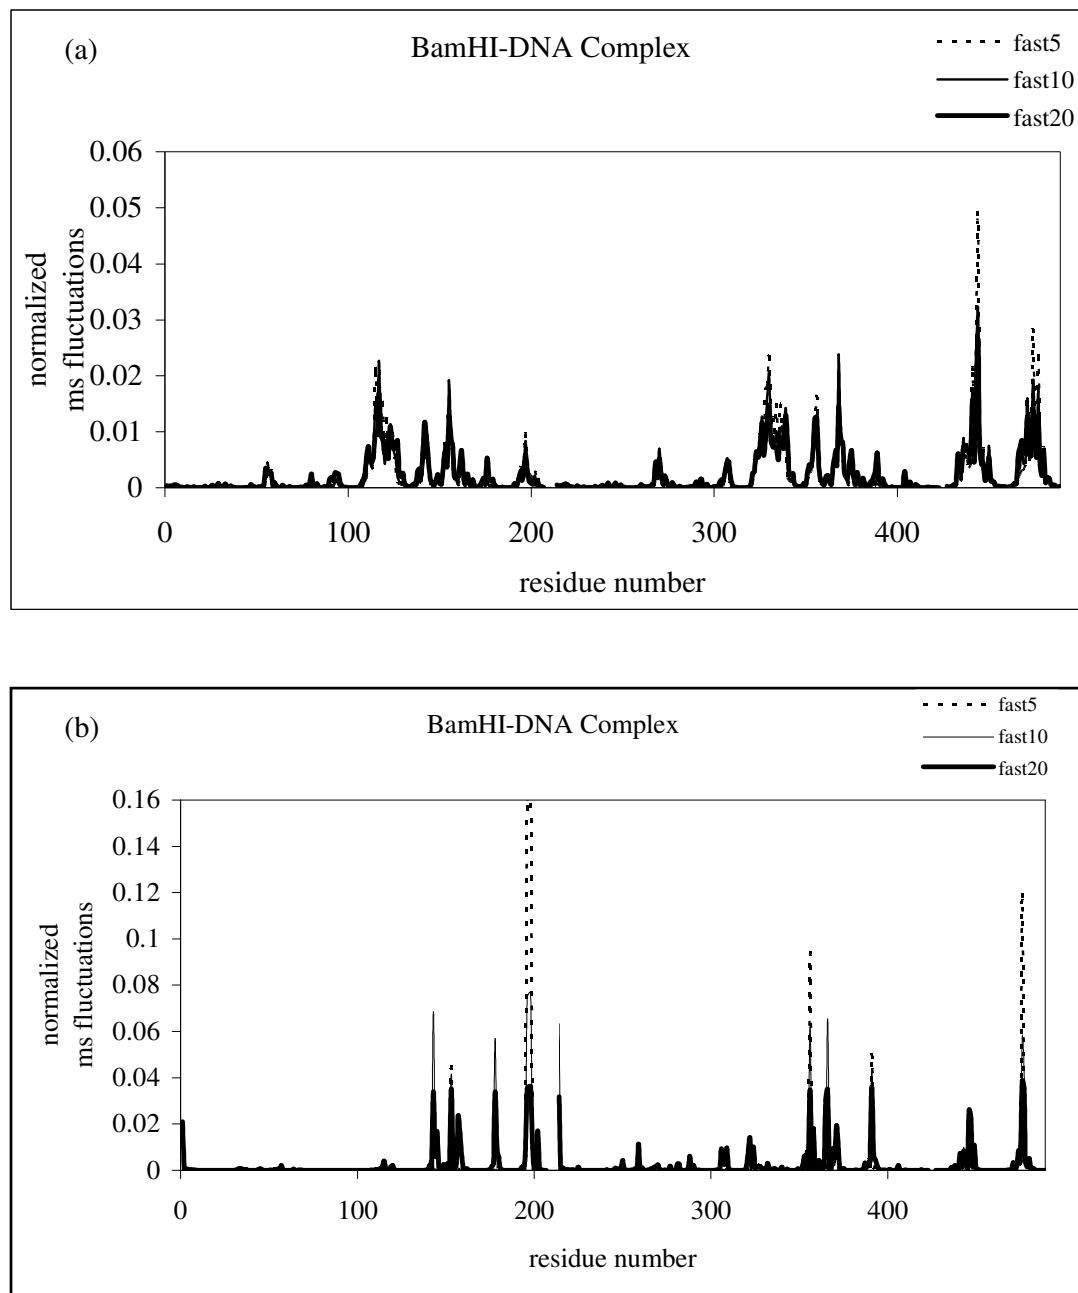 (a)
BamHI-DNA Complex
fast5
fast10
fast20
normalized
ms fluctuations
0.06
0.05
0.04
0.03
0.02
0.01
0
0 100 200 300 400
residue number
(b)
BamHI-DNA Complex
fast5
fast10
fast20
normalized
ms fluctuations
0.16
0.14
0.12
0.1
0.08
0.06
0.04
0.02
0
0 100 200 300 400
residue number